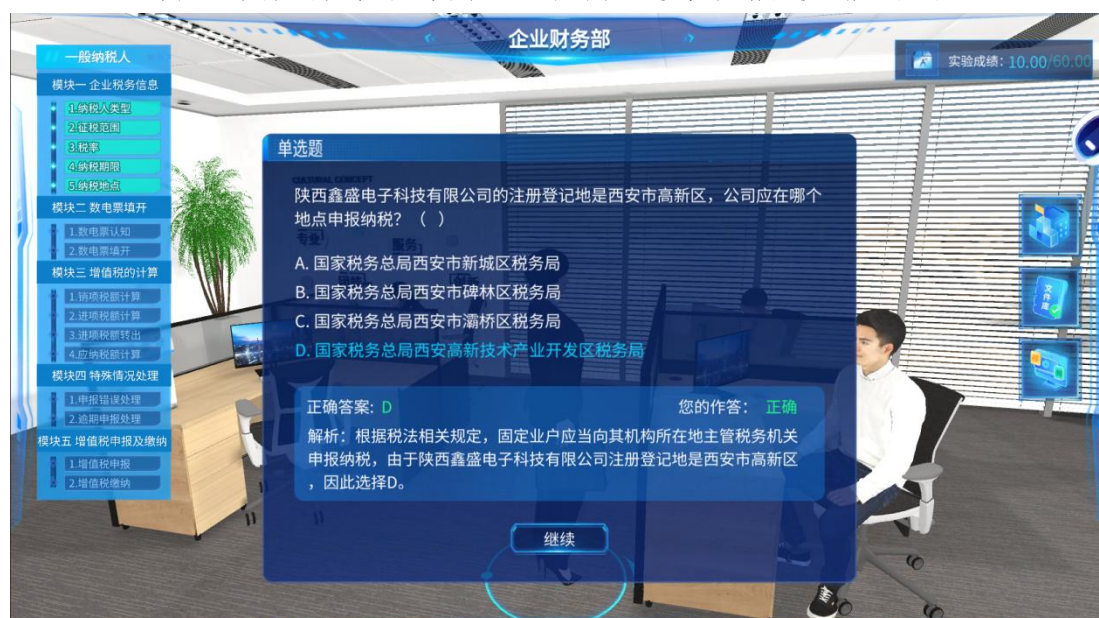 企业财务部
实验成绩：10.00/60.00
一般纳税人
模块一 企业税务信息
1.纳税人类型
2.征税范围
3.税率
4.纳税期限
5.纳税地点
模块二 数电票填开
1.数电票认知
2.数电票填开
模块三 增值税的计算
1.销项税额计算
2.进项税额计算
3.进项税额转出
4.应纳税额计算
模块四 特殊情况处理
1.申报错误处理
2.逾期申报处理
模块五 增值税申报及缴纳
1.增值税申报
2.增值税缴纳
单选题
CULTURAL CONCEPT
陕西鑫盛电子科技有限公司的注册登记地是西安市高新区，公司应在哪个
地点申报纳税？（ ）
专业
服务
A. 国家税务总局西安市新城区税务局
B. 国家税务总局西安市碑林区税务局
C. 国家税务总局西安市灞桥区税务局
D. 国家税务总局西安高新技术产业开发区税务局
正确答案: D
您的作答： 正确
解析：根据税法相关规定，固定业户应当向其机构所在地主管税务机关
申报纳税，由于陕西鑫盛电子科技有限公司注册登记地是西安市高新区
，因此选择D。
继续
文件库